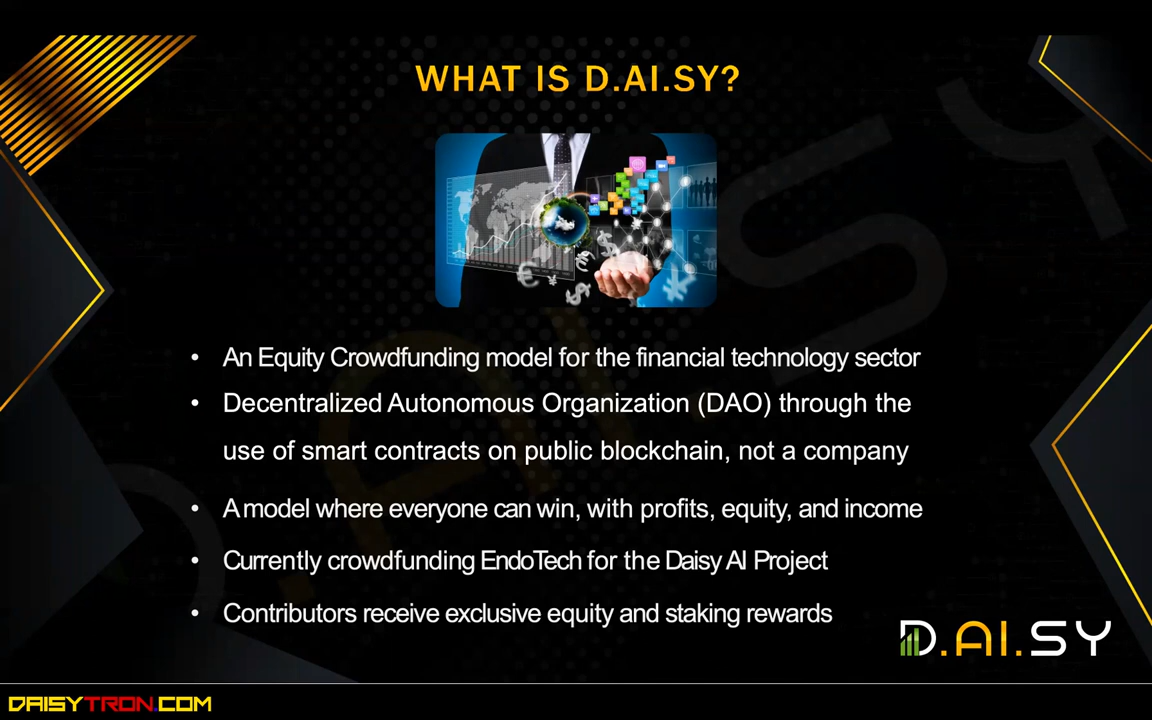 WHAT IS D.AI.SY?
• An Equity Crowdfunding model for the financial technology sector
• Decentralized Autonomous Organization (DAO) through the
use of smart contracts on public blockchain, not a company
• A model where everyone can win, with profits, equity, and income
• Currently crowdfunding EndoTech for the Daisy AI Project
• Contributors receive exclusive equity and staking rewards
D.AI.SY
DAISYTRON.COM